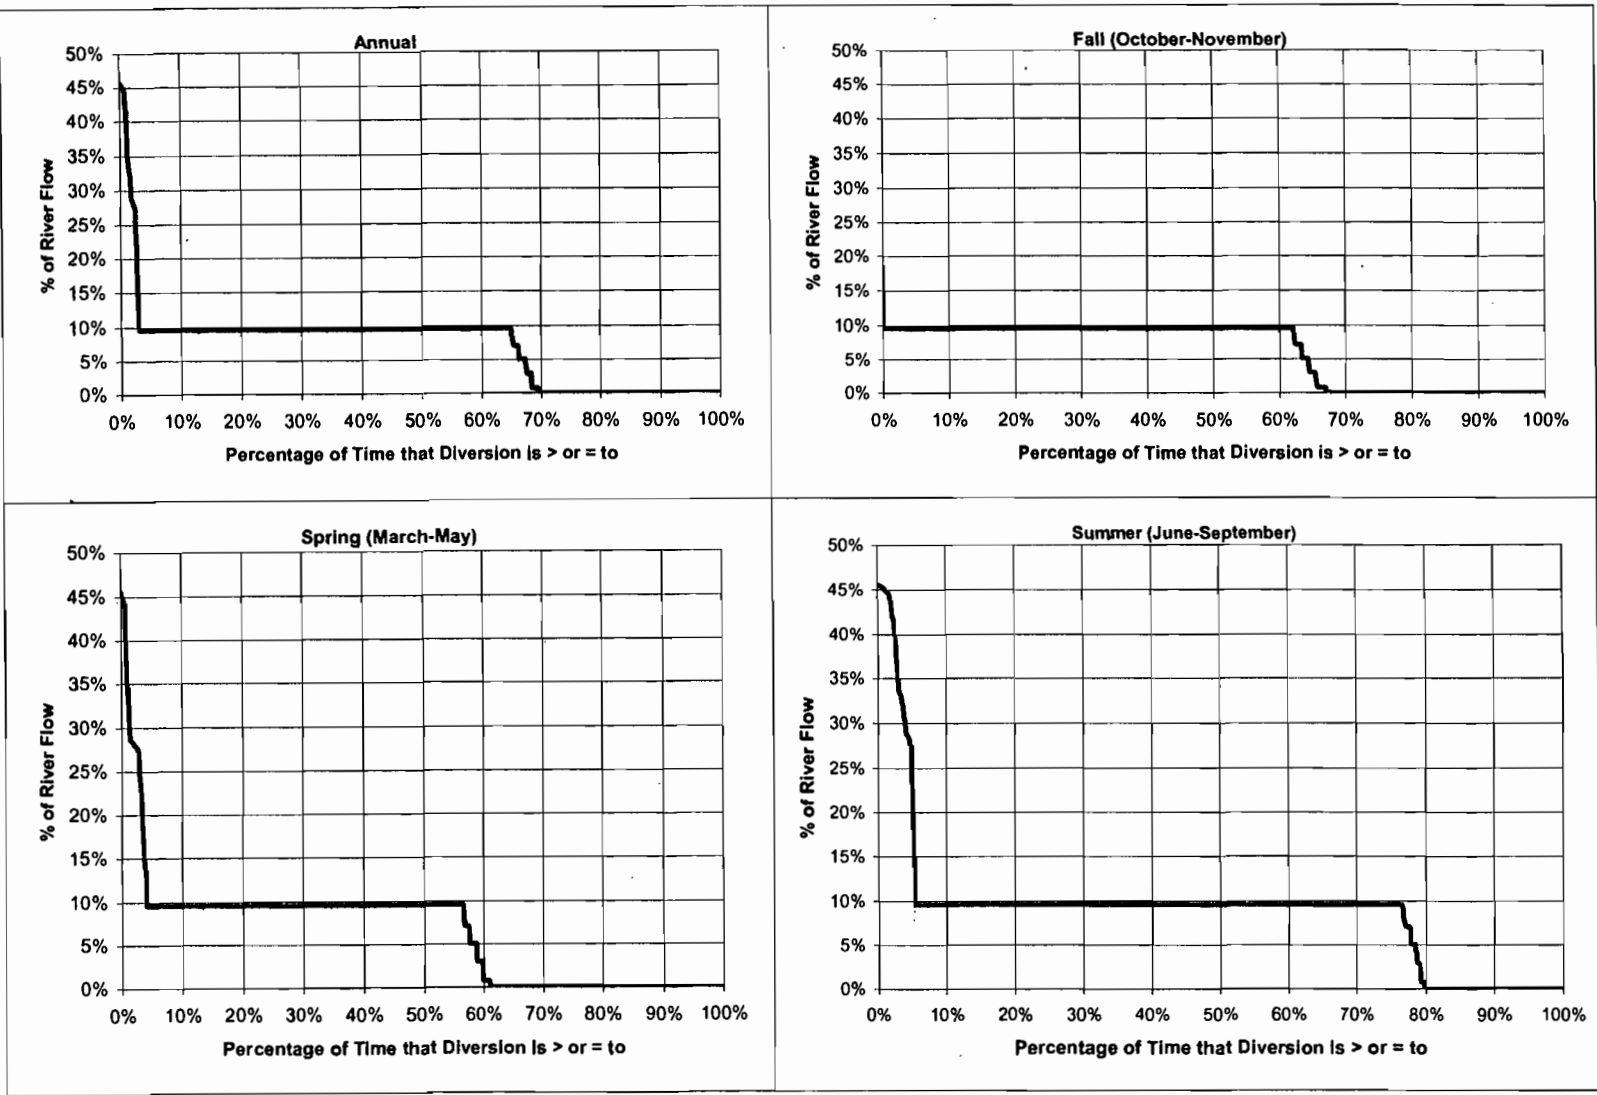 Annual
50%
45%
40%
35%
30%
25%
20%
15%
10%
5%
0%
% of River Flow
0% 10% 20% 30% 40% 50% 60% 70% 80% 90% 100%
Percentage of Time that Diversion is > or = to
Fall (October-November)
50%
45%
40%
35%
30%
25%
20%
15%
10%
5%
0%
% of River Flow
0% 10% 20% 30% 40% 50% 60% 70% 80% 90% 100%
Percentage of Time that Diversion is > or = to
Spring (March-May)
50%
45%
40%
35%
30%
25%
20%
15%
10%
5%
0%
% of River Flow
0% 10% 20% 30% 40% 50% 60% 70% 80% 90% 100%
Percentage of Time that Diversion is > or = to
Summer (June-September)
50%
45%
40%
35%
30%
25%
20%
15%
10%
5%
0%
% of River Flow
0% 10% 20% 30% 40% 50% 60% 70% 80% 90% 100%
Percentage of Time that Diversion is > or = to